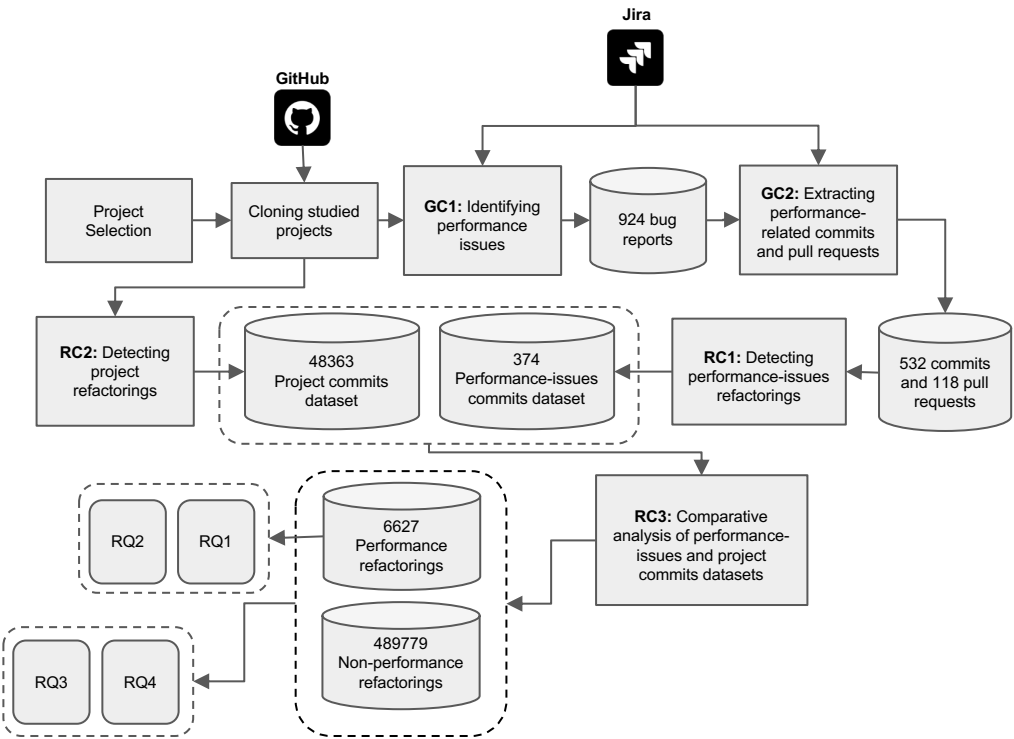 Jira
GitHub
Project
Selection
Cloning studied
projects
GC1: Identifying
performance
issues
924 bug
reports
GC2: Extracting
performance-
related commits
and pull requests
RC2: Detecting
project
refactorings
48363
Project commits
dataset
374
Performance-issues
commits dataset
RC1: Detecting
performance-issues
refactorings
532 commits
and 118 pull
requests
RQ2
RQ1
6627
Performance
refactorings
RC3: Comparative
analysis of performance-
issues and project
commits datasets
RQ3
RQ4
489779
Non-performance
refactorings